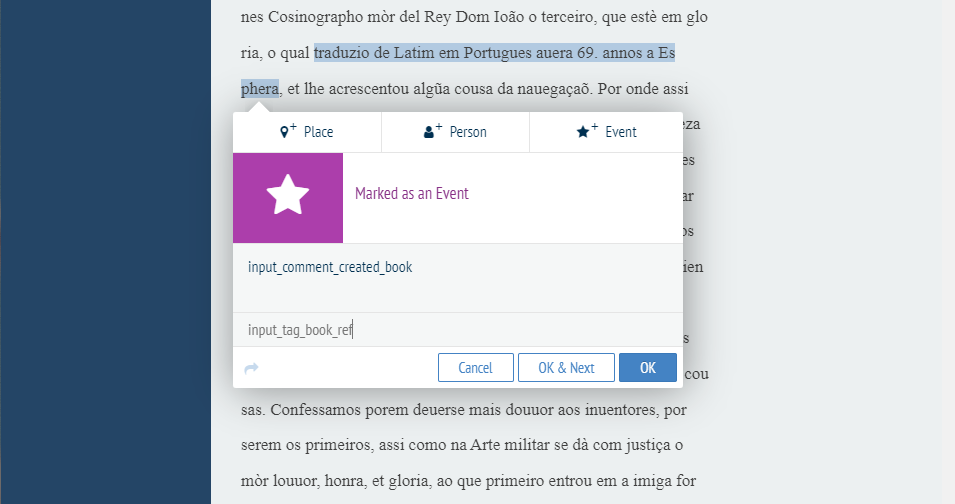 nes Cosinographo mòr del Rey Dom Ioão o terceiro, que estè em glo
ria, o qual traduzio de Latim em Portugues auera 69. annos a Es
phera, et lhe acrescentou algũa cousa da nauegaçaõ. Por onde assi
Place
Person
Event
eza
es
Marked as an Event
ar
os
input_comment_created_book
ien
input_tag_book_ref
s
Cancel
OK & Next
OK
cou
sas. Confessamos porem deuerse mais douuor aos inuentores, por
serem os primeiros, assi como na Arte militar se dà com justiça o
mòr louuor, honra, et gloria, ao que primeiro entrou em a imiga for